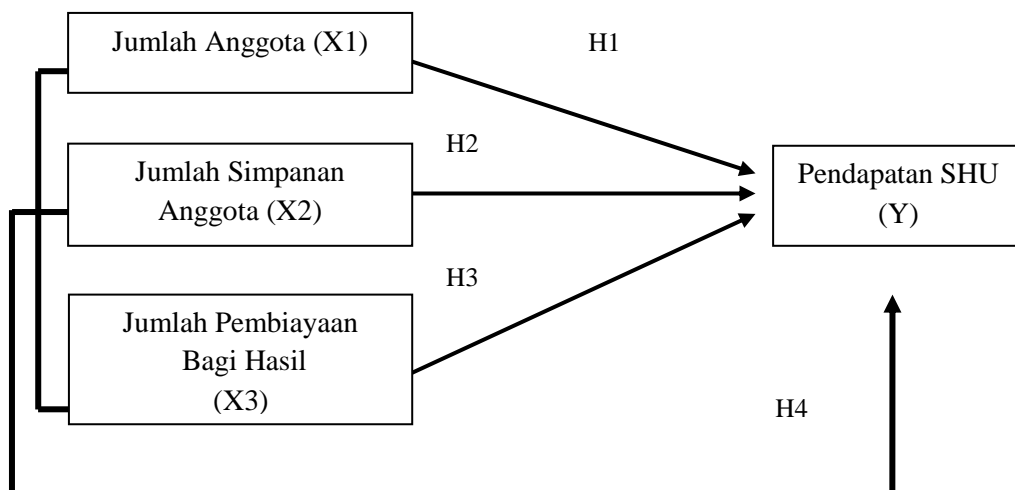 Jumlah Anggota (X1)
H1
H2
Jumlah Simpanan
Anggota (X2)
Pendapatan SHU
(Y)
H3
Jumlah Pembiayaan
Bagi Hasil
(X3)
H4